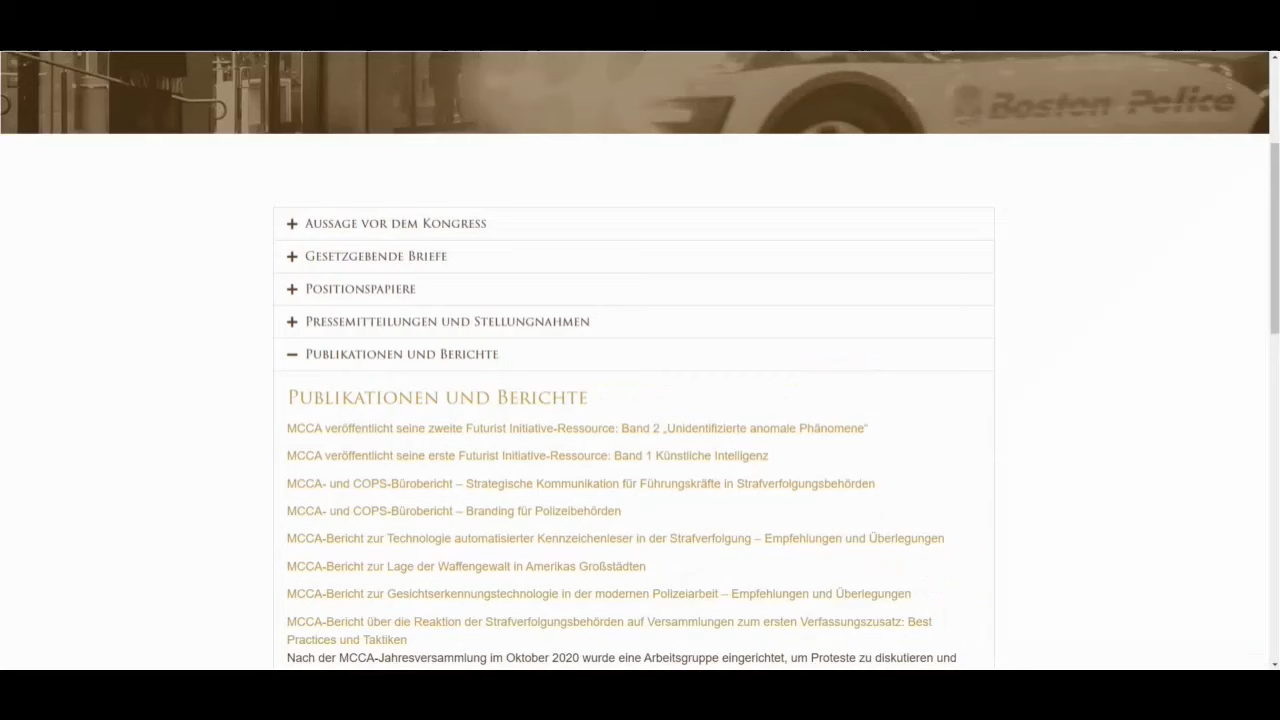 Boston Police
Aussage vor dem Kongress
Gesetzgebende Briefe
Positionspapiere
Pressemitteilungen und Stellungnahmen
Publikationen und Berichte
Publikationen und Berichte
MCCA veröffentlicht seine zweite Futurist Initiative-Ressource: Band 2 „Unidentifizierte anomale Phänomene“
MCCA veröffentlicht seine erste Futurist Initiative-Ressource: Band 1 Künstliche Intelligenz
MCCA- und COPS-Bürobericht – Strategische Kommunikation für Führungskräfte in Strafverfolgungsbehörden
MCCA- und COPS-Bürobericht – Branding für Polizeibehörden
MCCA-Bericht zur Technologie automatisierter Kennzeichenleser in der Strafverfolgung – Empfehlungen und Überlegungen
MCCA-Bericht zur Lage der Waffengewalt in Amerikas Großstädten
MCCA-Bericht zur Gesichtserkennungstechnologie in der modernen Polizeiarbeit – Empfehlungen und Überlegungen
MCCA-Bericht über die Reaktion der Strafverfolgungsbehörden auf Versammlungen zum ersten Verfassungszusatz: Best
Practices und Taktiken
Nach der MCCA-Jahresversammlung im Oktober 2020 wurde eine Arbeitsgruppe eingerichtet, um Proteste zu diskutieren und